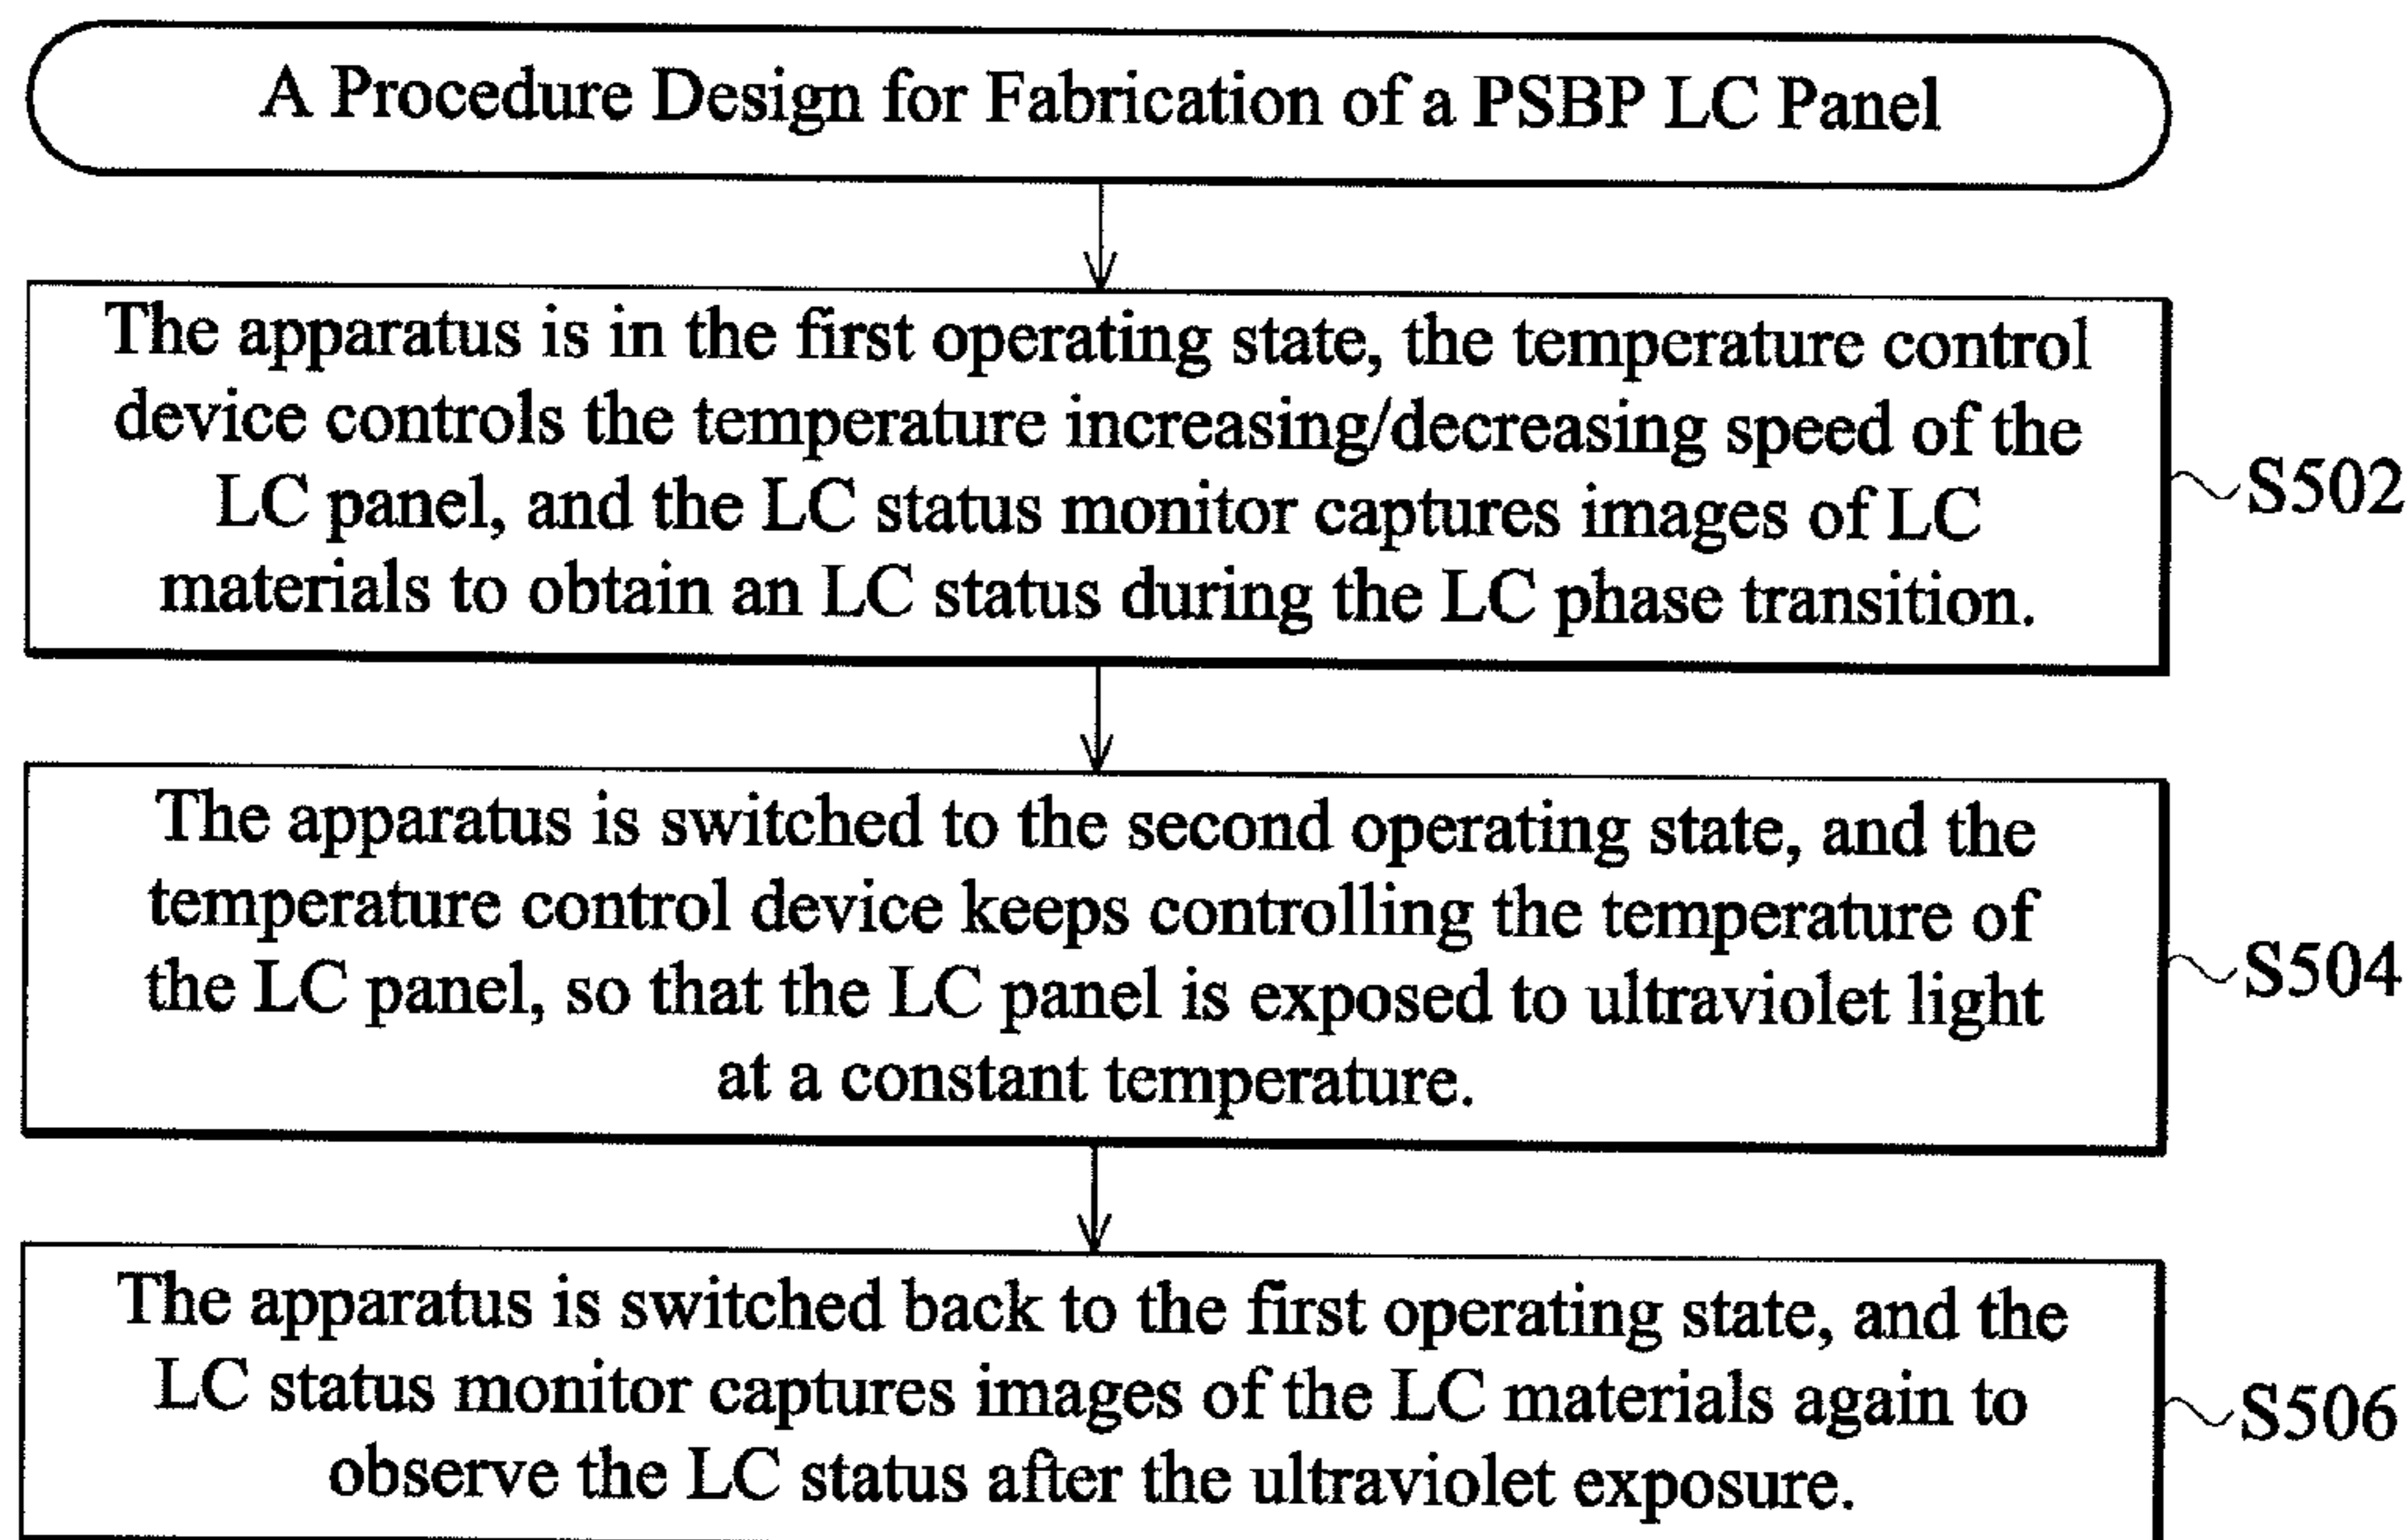 A Procedure Design for Fabrication of a PSBP LC Panel
The apparatus is in the first operating state, the temperature control
device controls the temperature increasing/decreasing speed of the
LC panel, and the LC status monitor captures images of LC
materials to obtain an LC status during the LC phase transition.
S502
The apparatus is switched to the second operating state, and the
temperature control device keeps controlling the temperature of
the LC panel, so that the LC panel is exposed to ultraviolet light
at a constant temperature.
S504
The apparatus is switched back to the first operating state, and the
LC status monitor captures images of the LC materials again to
observe the LC status after the ultraviolet exposure.
S506